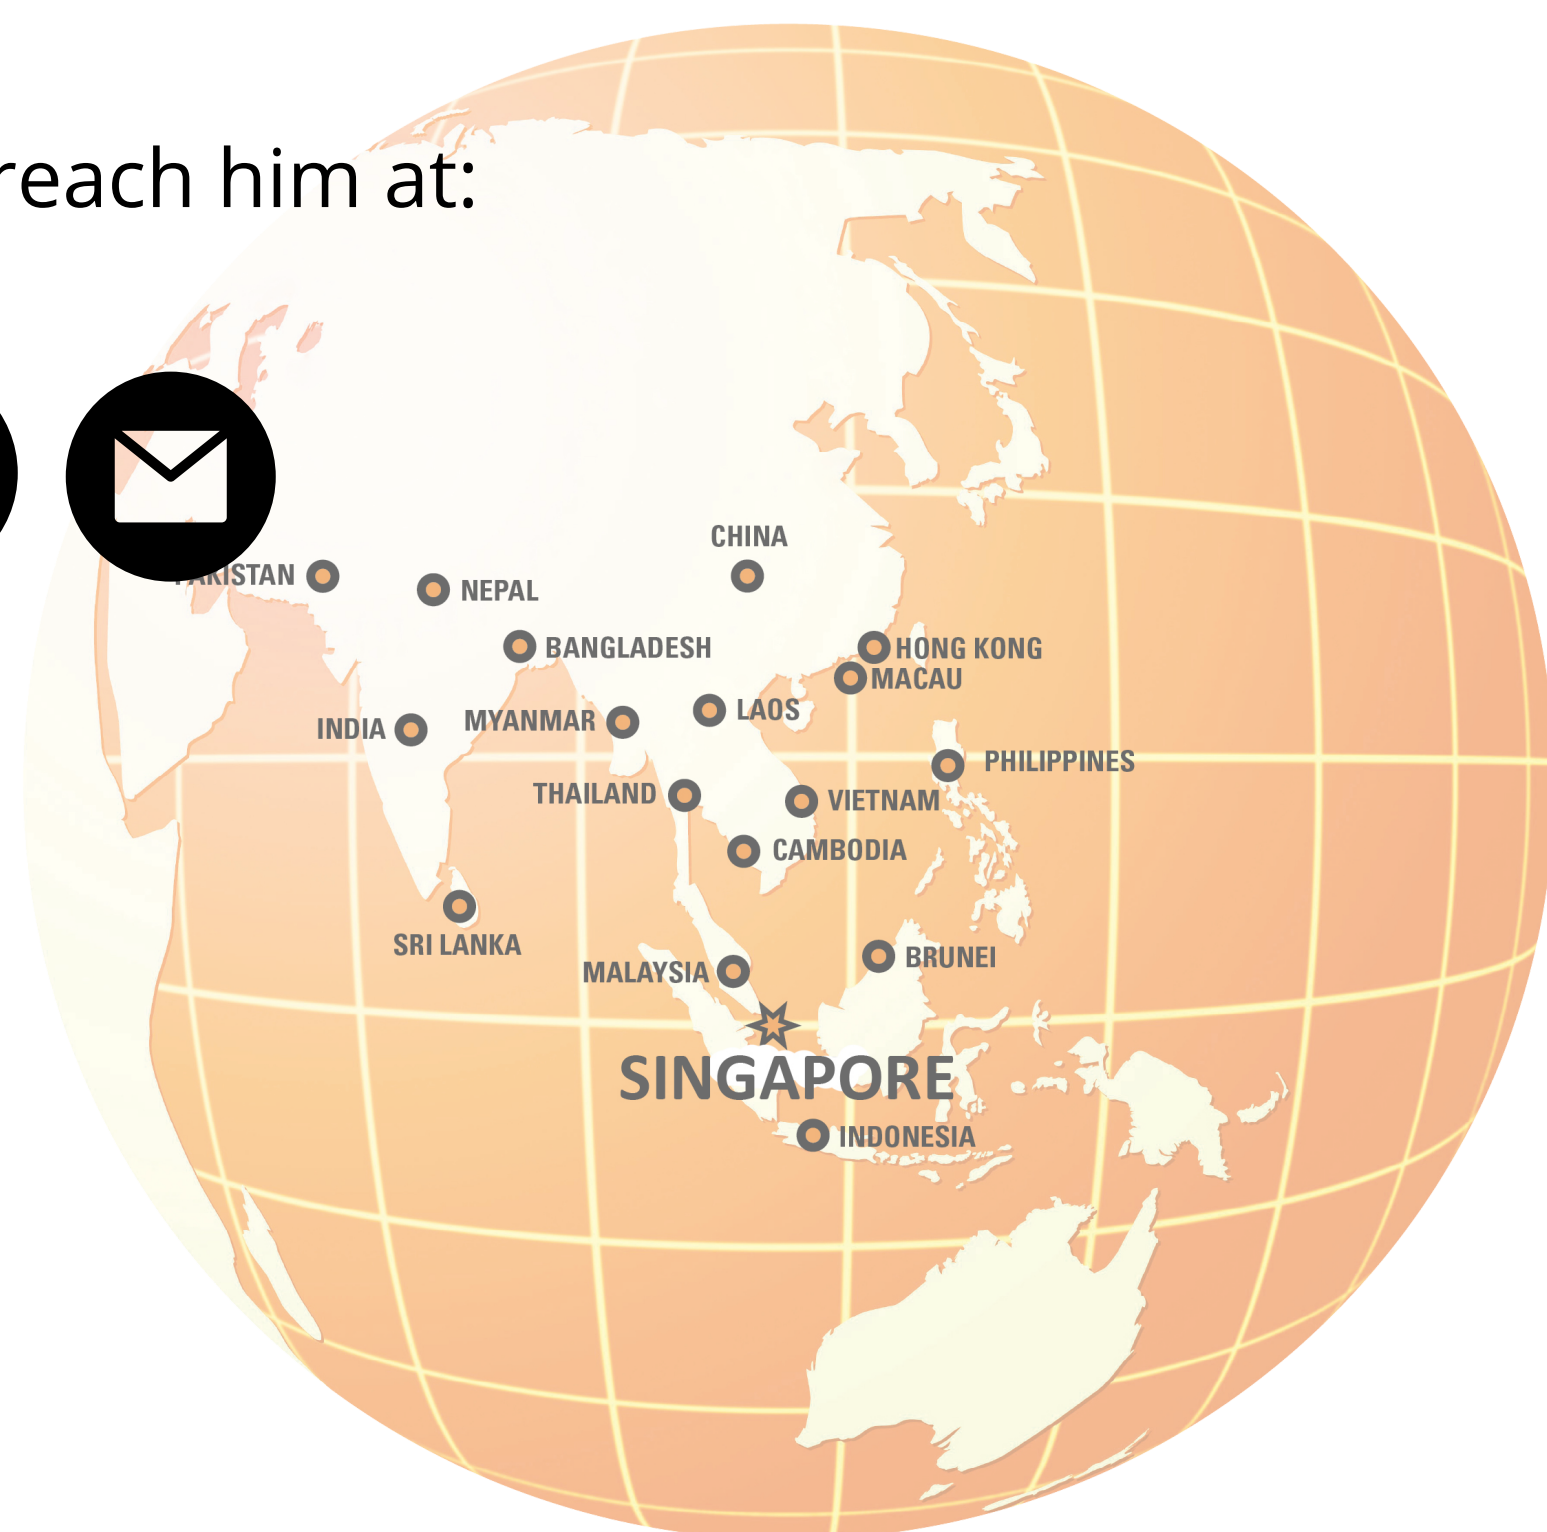 reach him at:
CHINA
PAKISTAN
NEPAL
BANGLADESH
HONG KONG
MACAU
LAOS
MYANMAR
INDIA
PHILIPPINES
THAILAND
VIETNAM
CAMBODIA
SRI LANKA
BRUNEI
MALAYSIA
SINGAPORE
INDONESIA